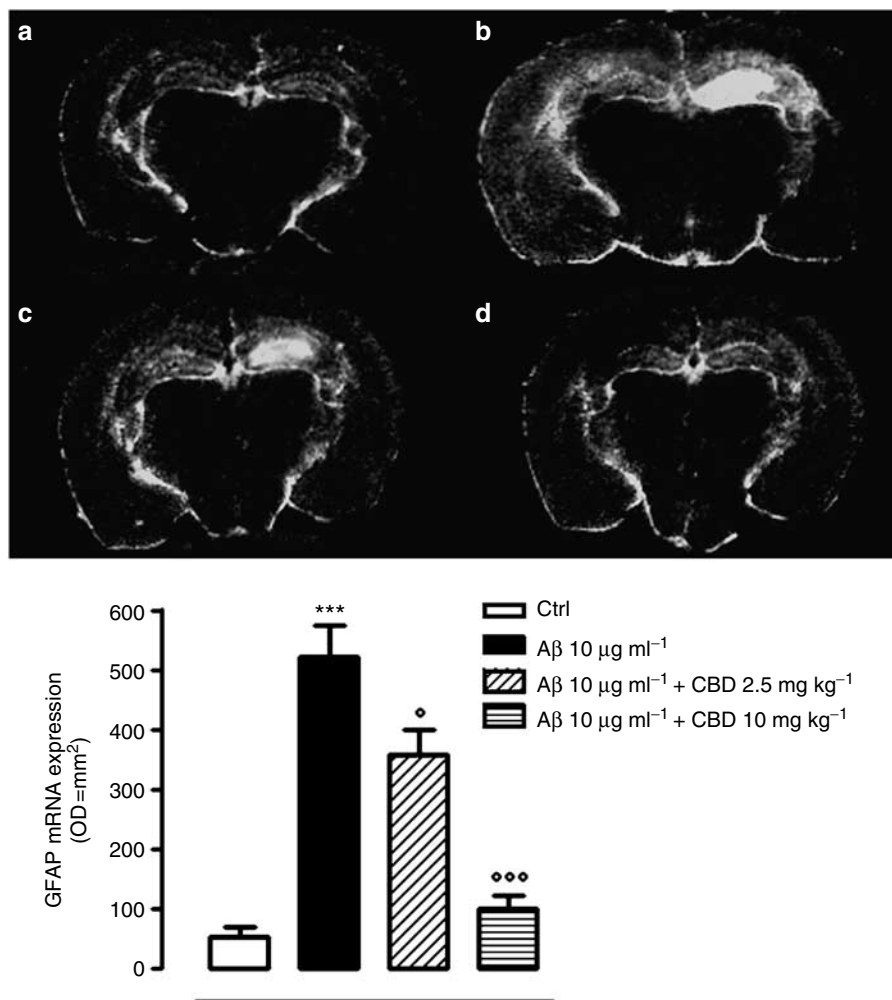 a
b
c
d
GFAP mRNA expression
(OD=mm²)
600
500
400
300
200
100
0
***
°
°°°
Ctrl
Aβ 10 μg ml⁻¹
Aβ 10 μg ml⁻¹ + CBD 2.5 mg kg⁻¹
Aβ 10 μg ml⁻¹ + CBD 10 mg kg⁻¹